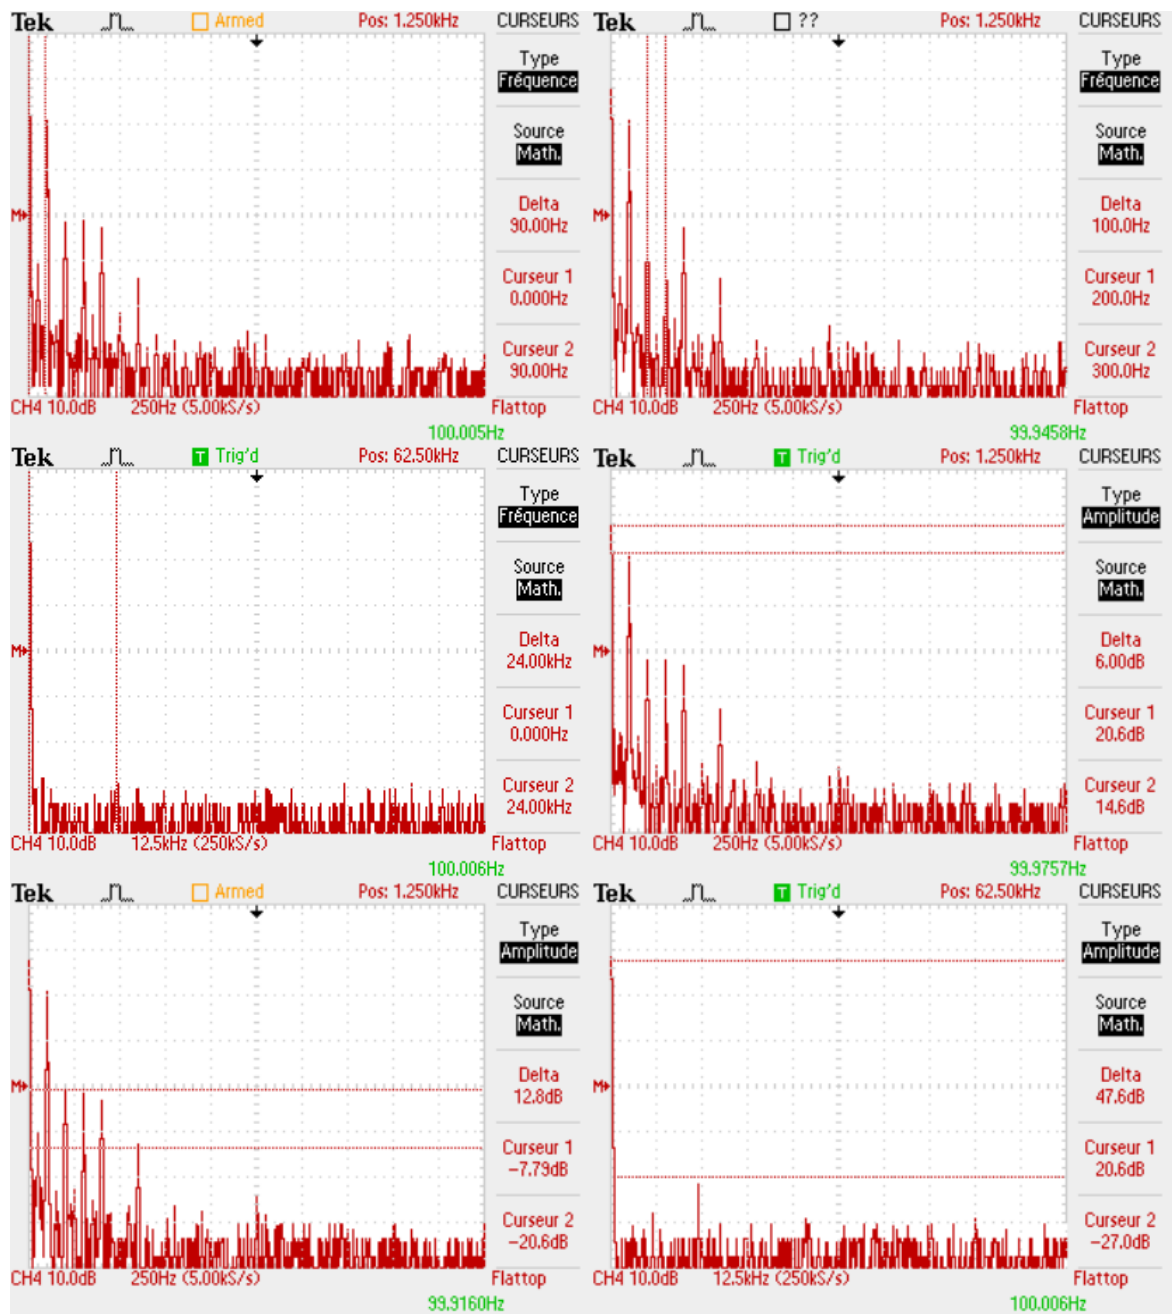 Tek Armed Pos: 1.250kHz CURSEURS
Type
Fréquence
Source
Math.
Delta
90.00Hz
Curseur 1
0.000Hz
Curseur 2
90.00Hz
M
CH4 10.0dB 250Hz (5.00kS/s) Flattop
100.005Hz
Tek ?? Pos: 1.250kHz CURSEURS
Type
Fréquence
Source
Math.
Delta
100.0Hz
Curseur 1
200.0Hz
Curseur 2
300.0Hz
M
CH4 10.0dB 250Hz (5.00kS/s) Flattop
99.9458Hz
Tek T Trig'd Pos: 62.50kHz CURSEURS
Type
Fréquence
Source
Math.
Delta
24.00kHz
Curseur 1
0.000Hz
Curseur 2
24.00kHz
M
CH4 10.0dB 12.5kHz (250kS/s) Flattop
100.006Hz
Tek T Trig'd Pos: 1.250kHz CURSEURS
Type
Amplitude
Source
Math.
Delta
6.00dB
Curseur 1
20.6dB
Curseur 2
14.6dB
M
CH4 10.0dB 250Hz (5.00kS/s) Flattop
99.9757Hz
Tek Armed Pos: 1.250kHz CURSEURS
Type
Amplitude
Source
Math.
Delta
12.8dB
Curseur 1
-7.79dB
Curseur 2
-20.6dB
M
CH4 10.0dB 250Hz (5.00kS/s) Flattop
99.9160Hz
Tek T Trig'd Pos: 62.50kHz CURSEURS
Type
Amplitude
Source
Math.
Delta
47.6dB
Curseur 1
20.6dB
Curseur 2
-27.0dB
M
CH4 10.0dB 12.5kHz (250kS/s) Flattop
100.006Hz